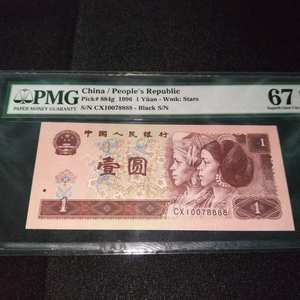 PMG
PAPER MONEY GUARANTY
China / People's Republic
Pick# 884g 1996 1 Yüan - Wmk: Stars
S/N CX10078888 - Black S/N
67
中国人民银行
1
壹圆
1
CX10078888